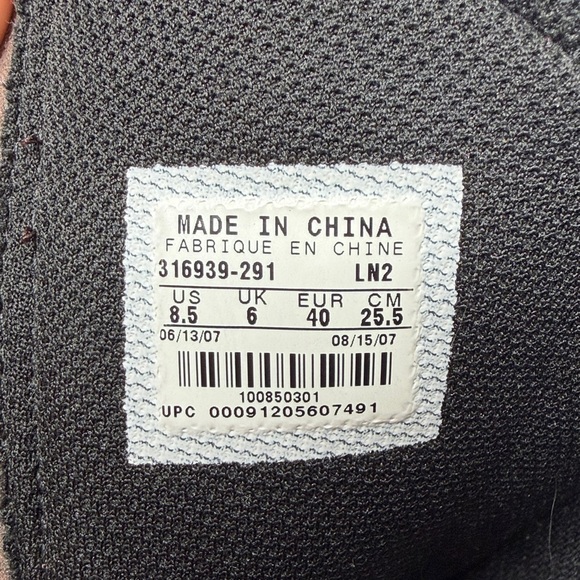 MADE IN CHINA
FABRIQUE EN CHINE
316939-291 LN2
US UK EUR CM
8.5 6 40 25.5
06/13/07 08/15/07
100850301
UPC 00091205607491